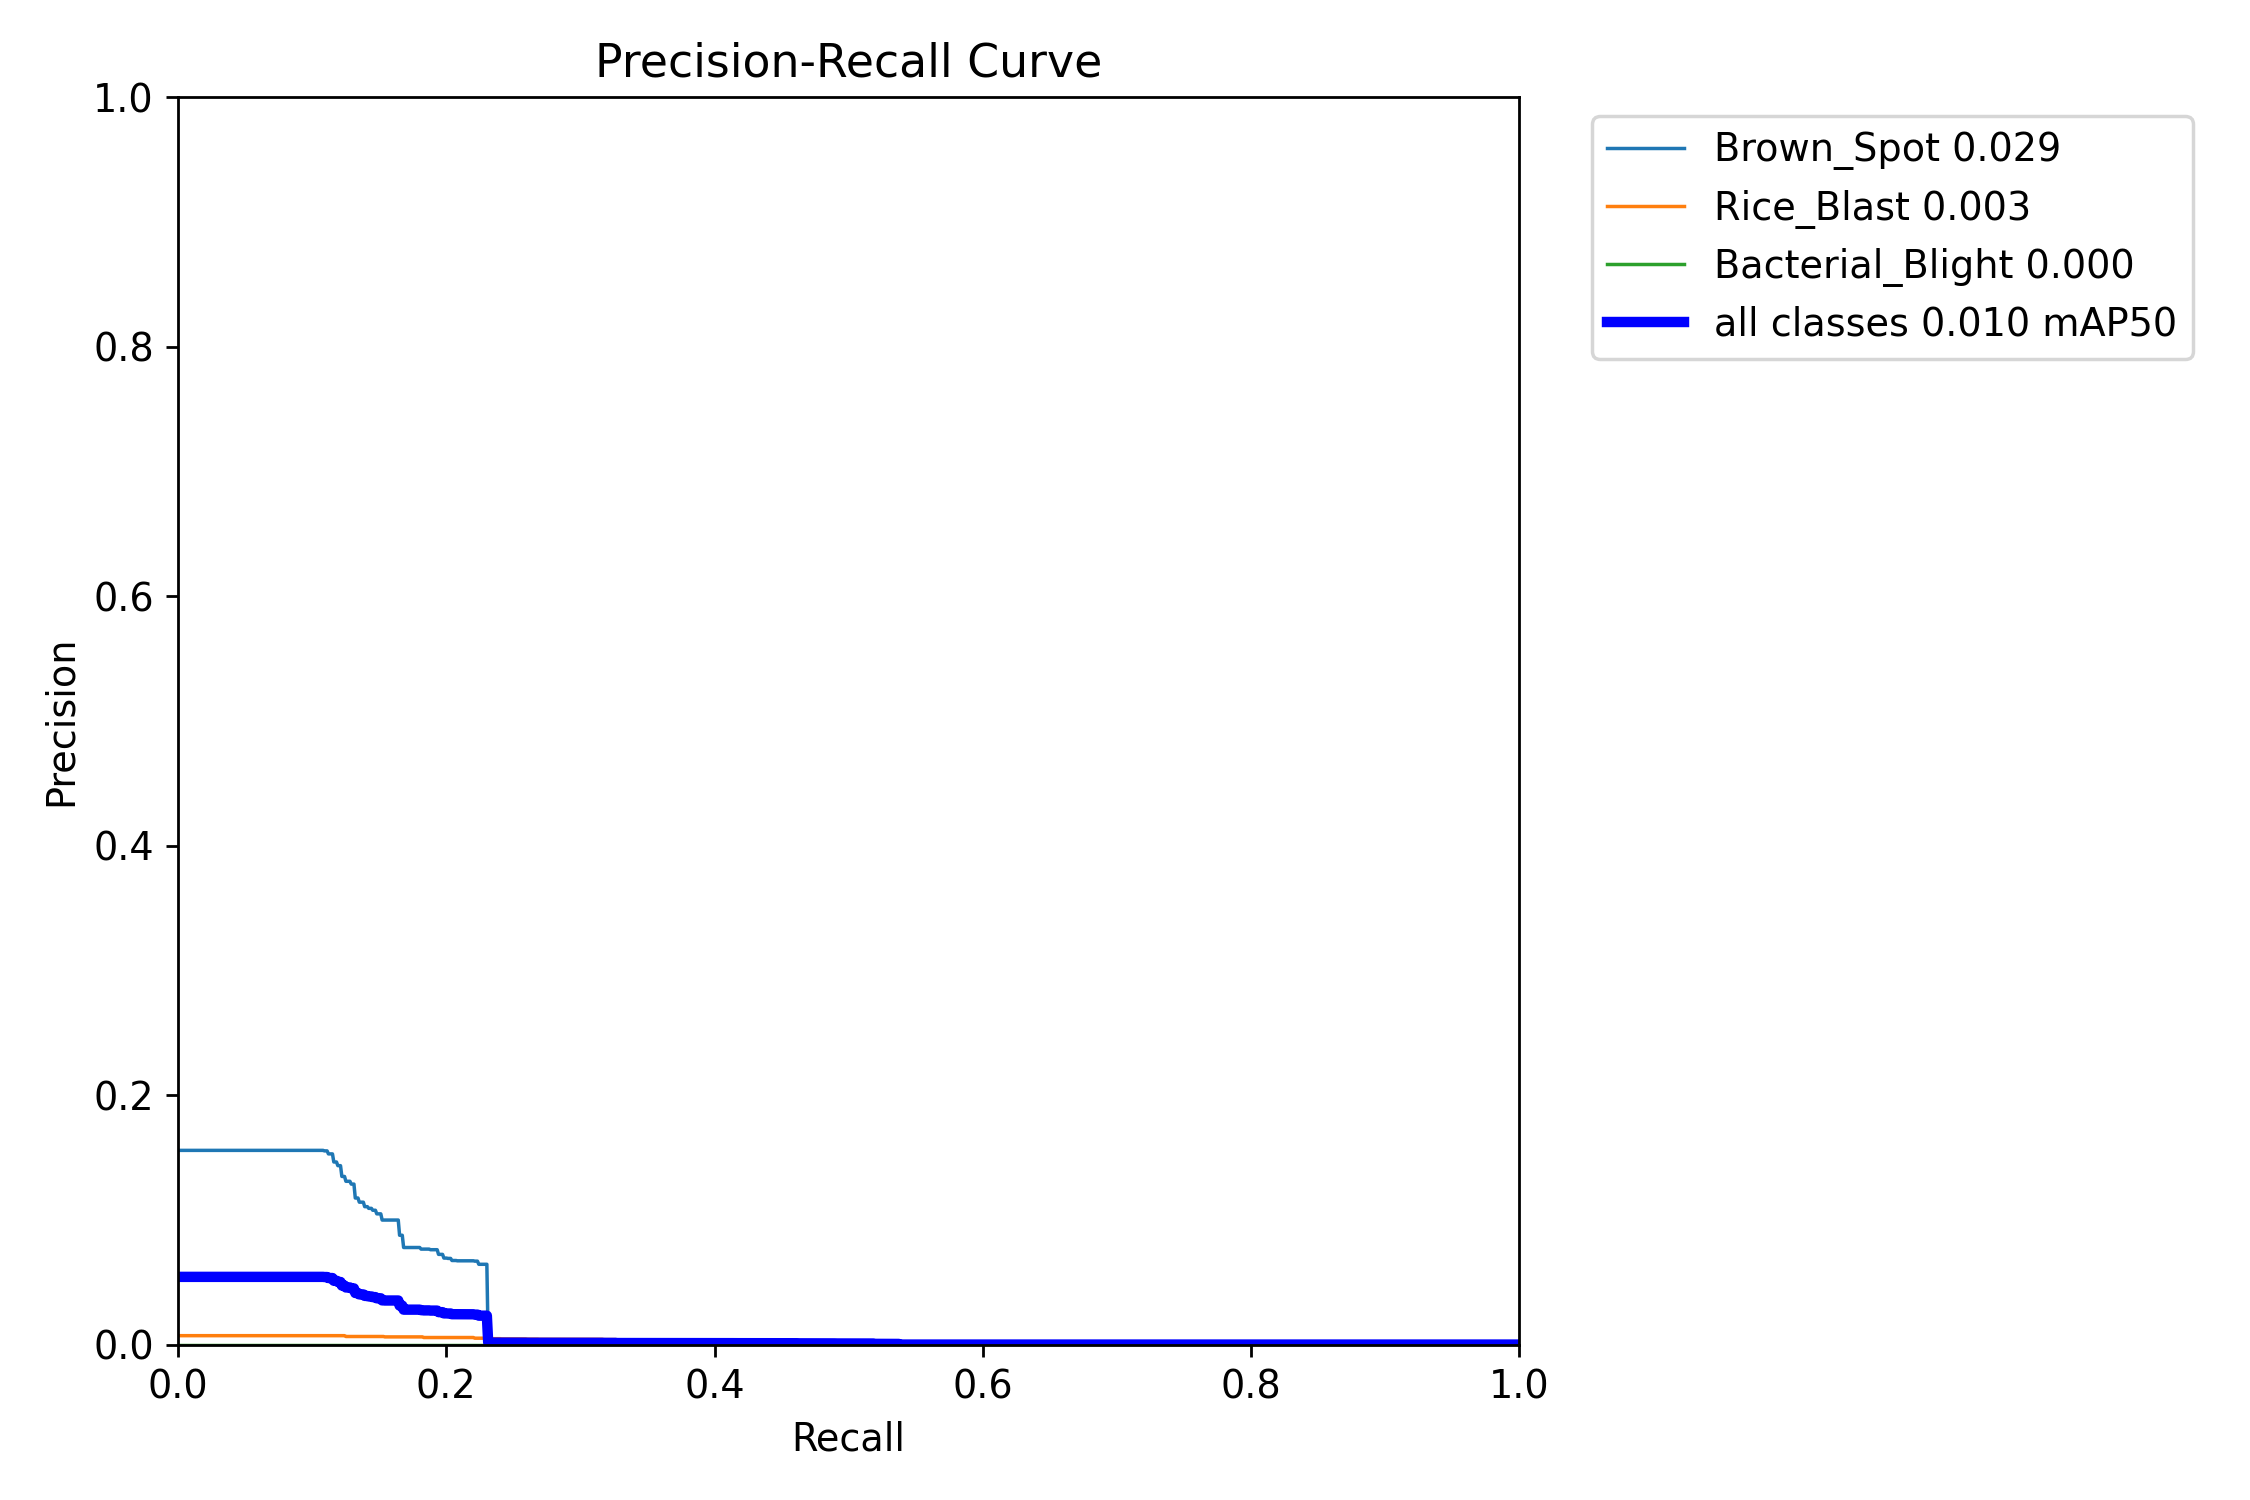 Precision-Recall Curve
1.0
0.8
0.6
0.4
0.2
0.0
Precision
0.0 0.2 0.4 0.6 0.8 1.0
Recall
Brown_Spot 0.029
Rice_Blast 0.003
Bacterial_Blight 0.000
all classes 0.010 mAP50